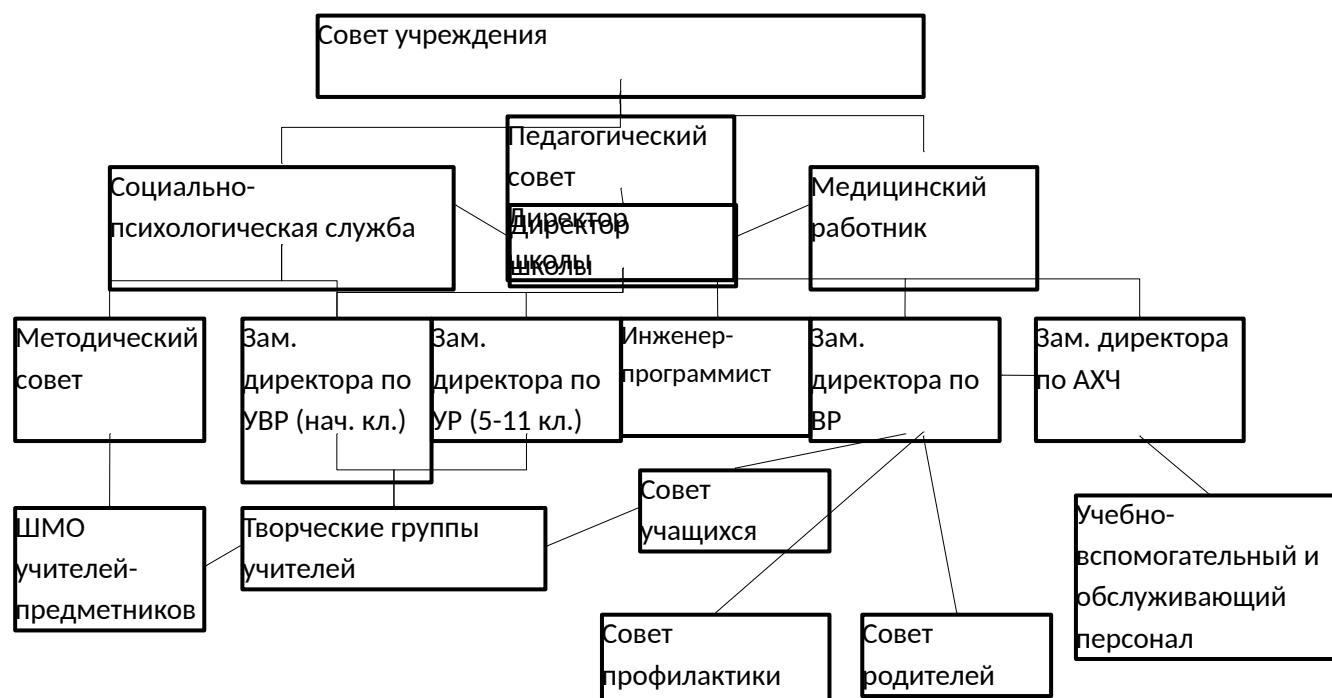 Совет учреждения
Педагогический
совет
Социально-
психологическая служба
Директор
школы
Директор
школы
Медицинский
работник
Методический
совет
Зам.
директора по
УВР (нач. кл.)
Зам.
директора по
УР (5-11 кл.)
Инженер-
программист
Зам.
директора по
ВР
Зам. директора
по АХЧ
ШМО
учителей-
предметников
Творческие группы
учителей
Совет
учащихся
Учебно-
вспомогательный и
обслуживающий
персонал
Совет
профилактики
Совет
родителей